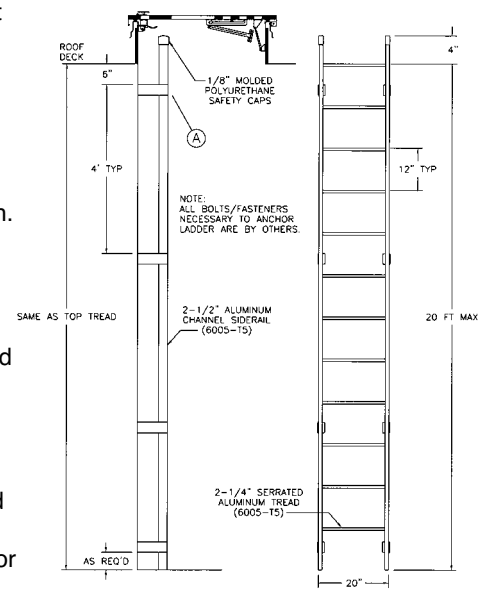 ROOF
DECK
6"
4"
1/8" MOLDED
POLYURETHANE
SAFETY CAPS
A
4' TYP
12" TYP
NOTE:
ALL BOLTS/FASTENERS
NECESSARY TO ANCHOR
LADDER ARE BY OTHERS.
SAME AS TOP TREAD
2-1/2" ALUMINUM
CHANNEL SIDERAIL
(6005-T5)
20 FT MAX
2-1/4" SERRATED
ALUMINUM TREAD
(6005-T5)
AS REQ'D
20"
or